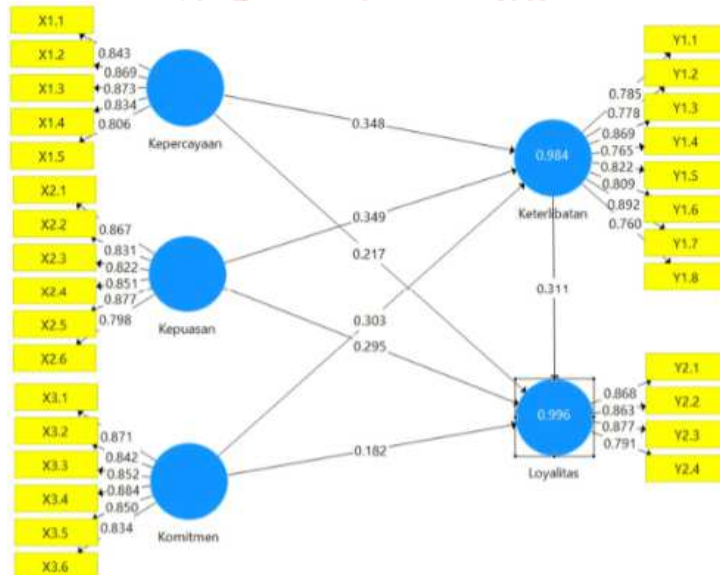 X1.1
X1.2
X1.3
X1.4
X1.5
0.843
0.869
0.873
0.834
0.806
Kepercayaan
X2.1
X2.2
X2.3
X2.4
X2.5
X2.6
0.867
0.831
0.822
0.851
0.877
0.798
Kepuasan
X3.1
X3.2
X3.3
X3.4
X3.5
X3.6
0.871
0.842
0.852
0.884
0.850
0.834
Komitmen
0.348
0.349
0.217
0.303
0.295
0.182
0.984
Keterlibatan
0.785
0.778
0.869
0.765
0.822
0.809
0.892
0.760
Y1.1
Y1.2
Y1.3
Y1.4
Y1.5
Y1.6
Y1.7
Y1.8
0.311
0.996
Loyalitas
0.868
0.863
0.877
0.791
Y2.1
Y2.2
Y2.3
Y2.4